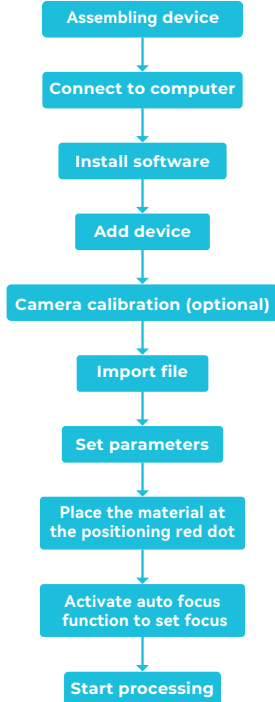 Assembling device
Connect to computer
Install software
Add device
Camera calibration (optional)
Import file
Set parameters
Place the material at
the positioning red dot
Activate auto focus
function to set focus
Start processing